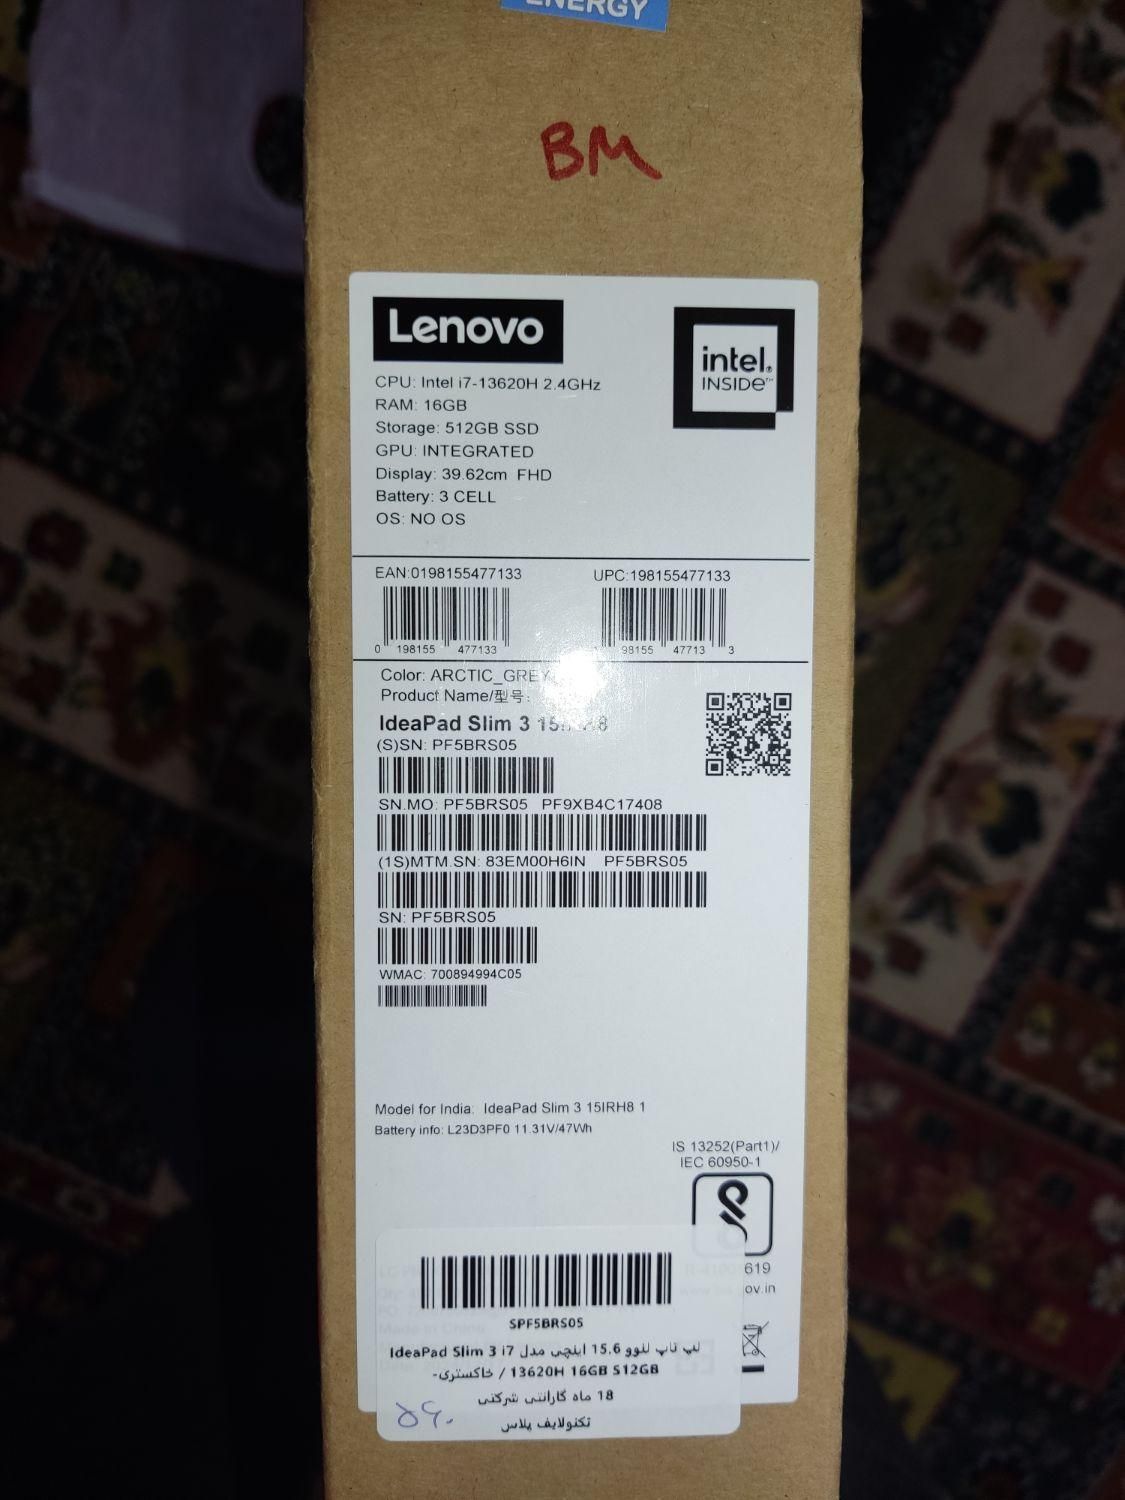 ENERGY
BM
Lenovo
intel.
INSIDE™
CPU: Intel i7-13620H 2.4GHz
RAM: 16GB
Storage: 512GB SSD
GPU: INTEGRATED
Display: 39.62cm FHD
Battery: 3 CELL
OS: NO OS
EAN:0198155477133 UPC:198155477133
0 198155 477133 98155 47713 3
Color: ARCTIC_GREY
Product Name/型号:
IdeaPad Slim 3
(S)SN: PF5BRS05
SN.MO: PF5BRS05 PF9XB4C17408
(1S)MTM.SN: 83EM00H6IN PF5BRS05
SN: PF5BRS05
WMAC: 700894994C05
Model for India: IdeaPad Slim 3 15IRH8 1
Battery info: L23D3PF0 11.31V/47Wh
IS 13252(Part1)/
IEC 60950-1
619
ov.in
SPF5BRS05
لپ تاپ لنوو 15.6 اینچی مدل IdeaPad Slim 3 i7
13620H 16GB 512GB / خاکستری-
18 ماه گارانتی شرکتی
تکنولایف پلاس